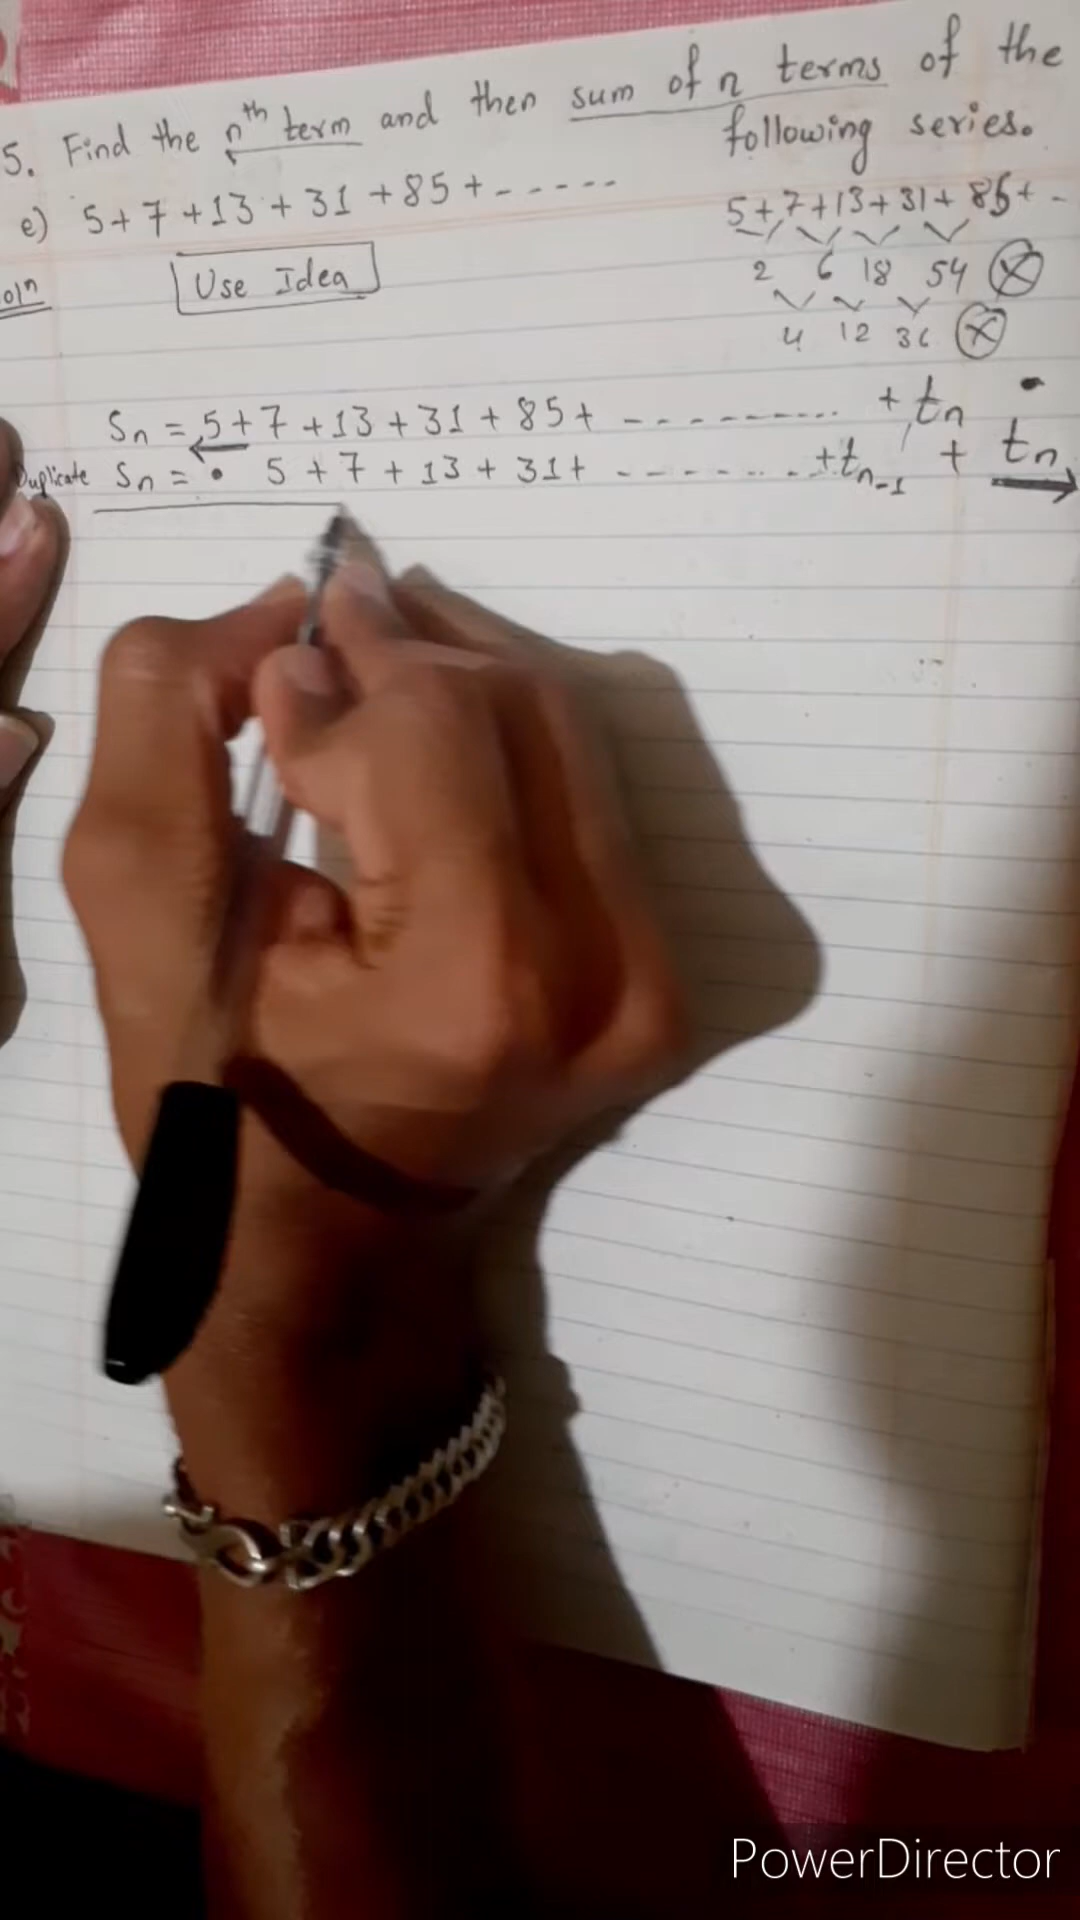 5. Find the nth term and then sum of n terms of the
following series.
e) 5+7+13+31+85+-----
5+7+13+31+85+-
2 6 18 54 ⓧ
4 12 36 ⓧ
Use Idea
Sn = 5+7+13+31+85+ --------- +tn
Duplicate Sn = • 5+7+13+31+ -------+tn-1 + tn
PowerDirector